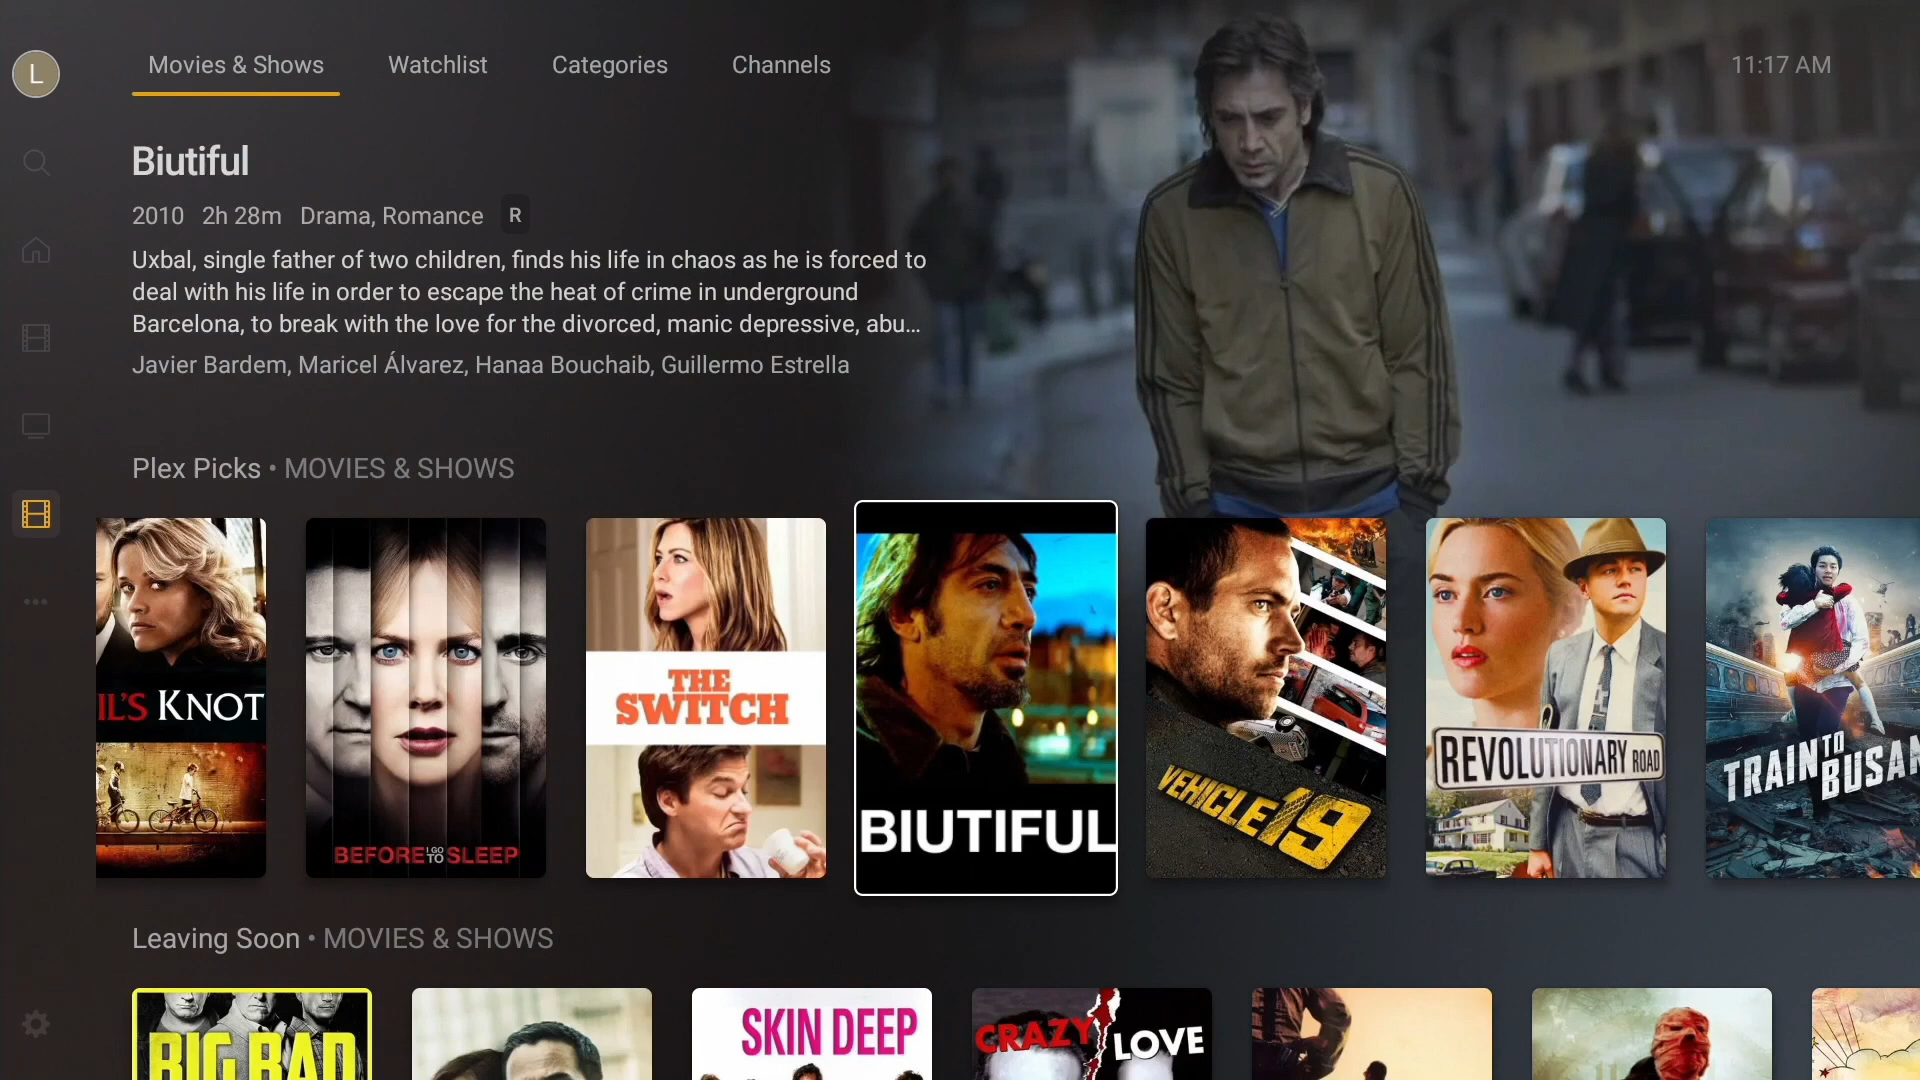 L
Movies & Shows
Watchlist
Categories
Channels
11:17 AM
Biutiful
2010 2h 28m Drama, Romance R
Uxbal, single father of two children, finds his life in chaos as he is forced to
deal with his life in order to escape the heat of crime in underground
Barcelona, to break with the love for the divorced, manic depressive, abu...
Javier Bardem, Maricel Álvarez, Hanaa Bouchaib, Guillermo Estrella
Plex Picks • MOVIES & SHOWS
IL'S KNOT
BEFORE I GO TO SLEEP
THE
SWITCH
BIUTIFUL
VEHICLE 19
REVOLUTIONARY ROAD
TRAIN TO BUSAN
Leaving Soon • MOVIES & SHOWS
BIG BAD
SKIN DEEP
CRAZY LOVE